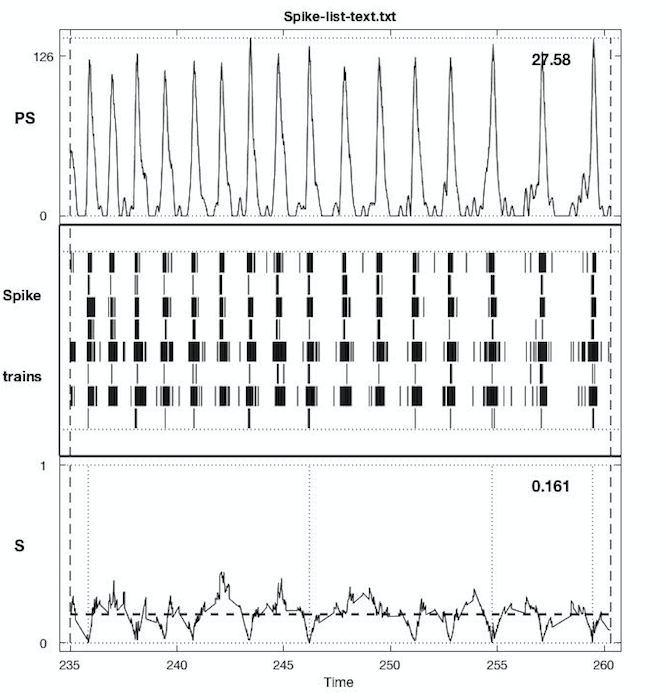 Spike-list-text.txt
126
27.58
PS
0
Spike
trains
1
0.161
S
0
235 240 245 250 255 260
Time